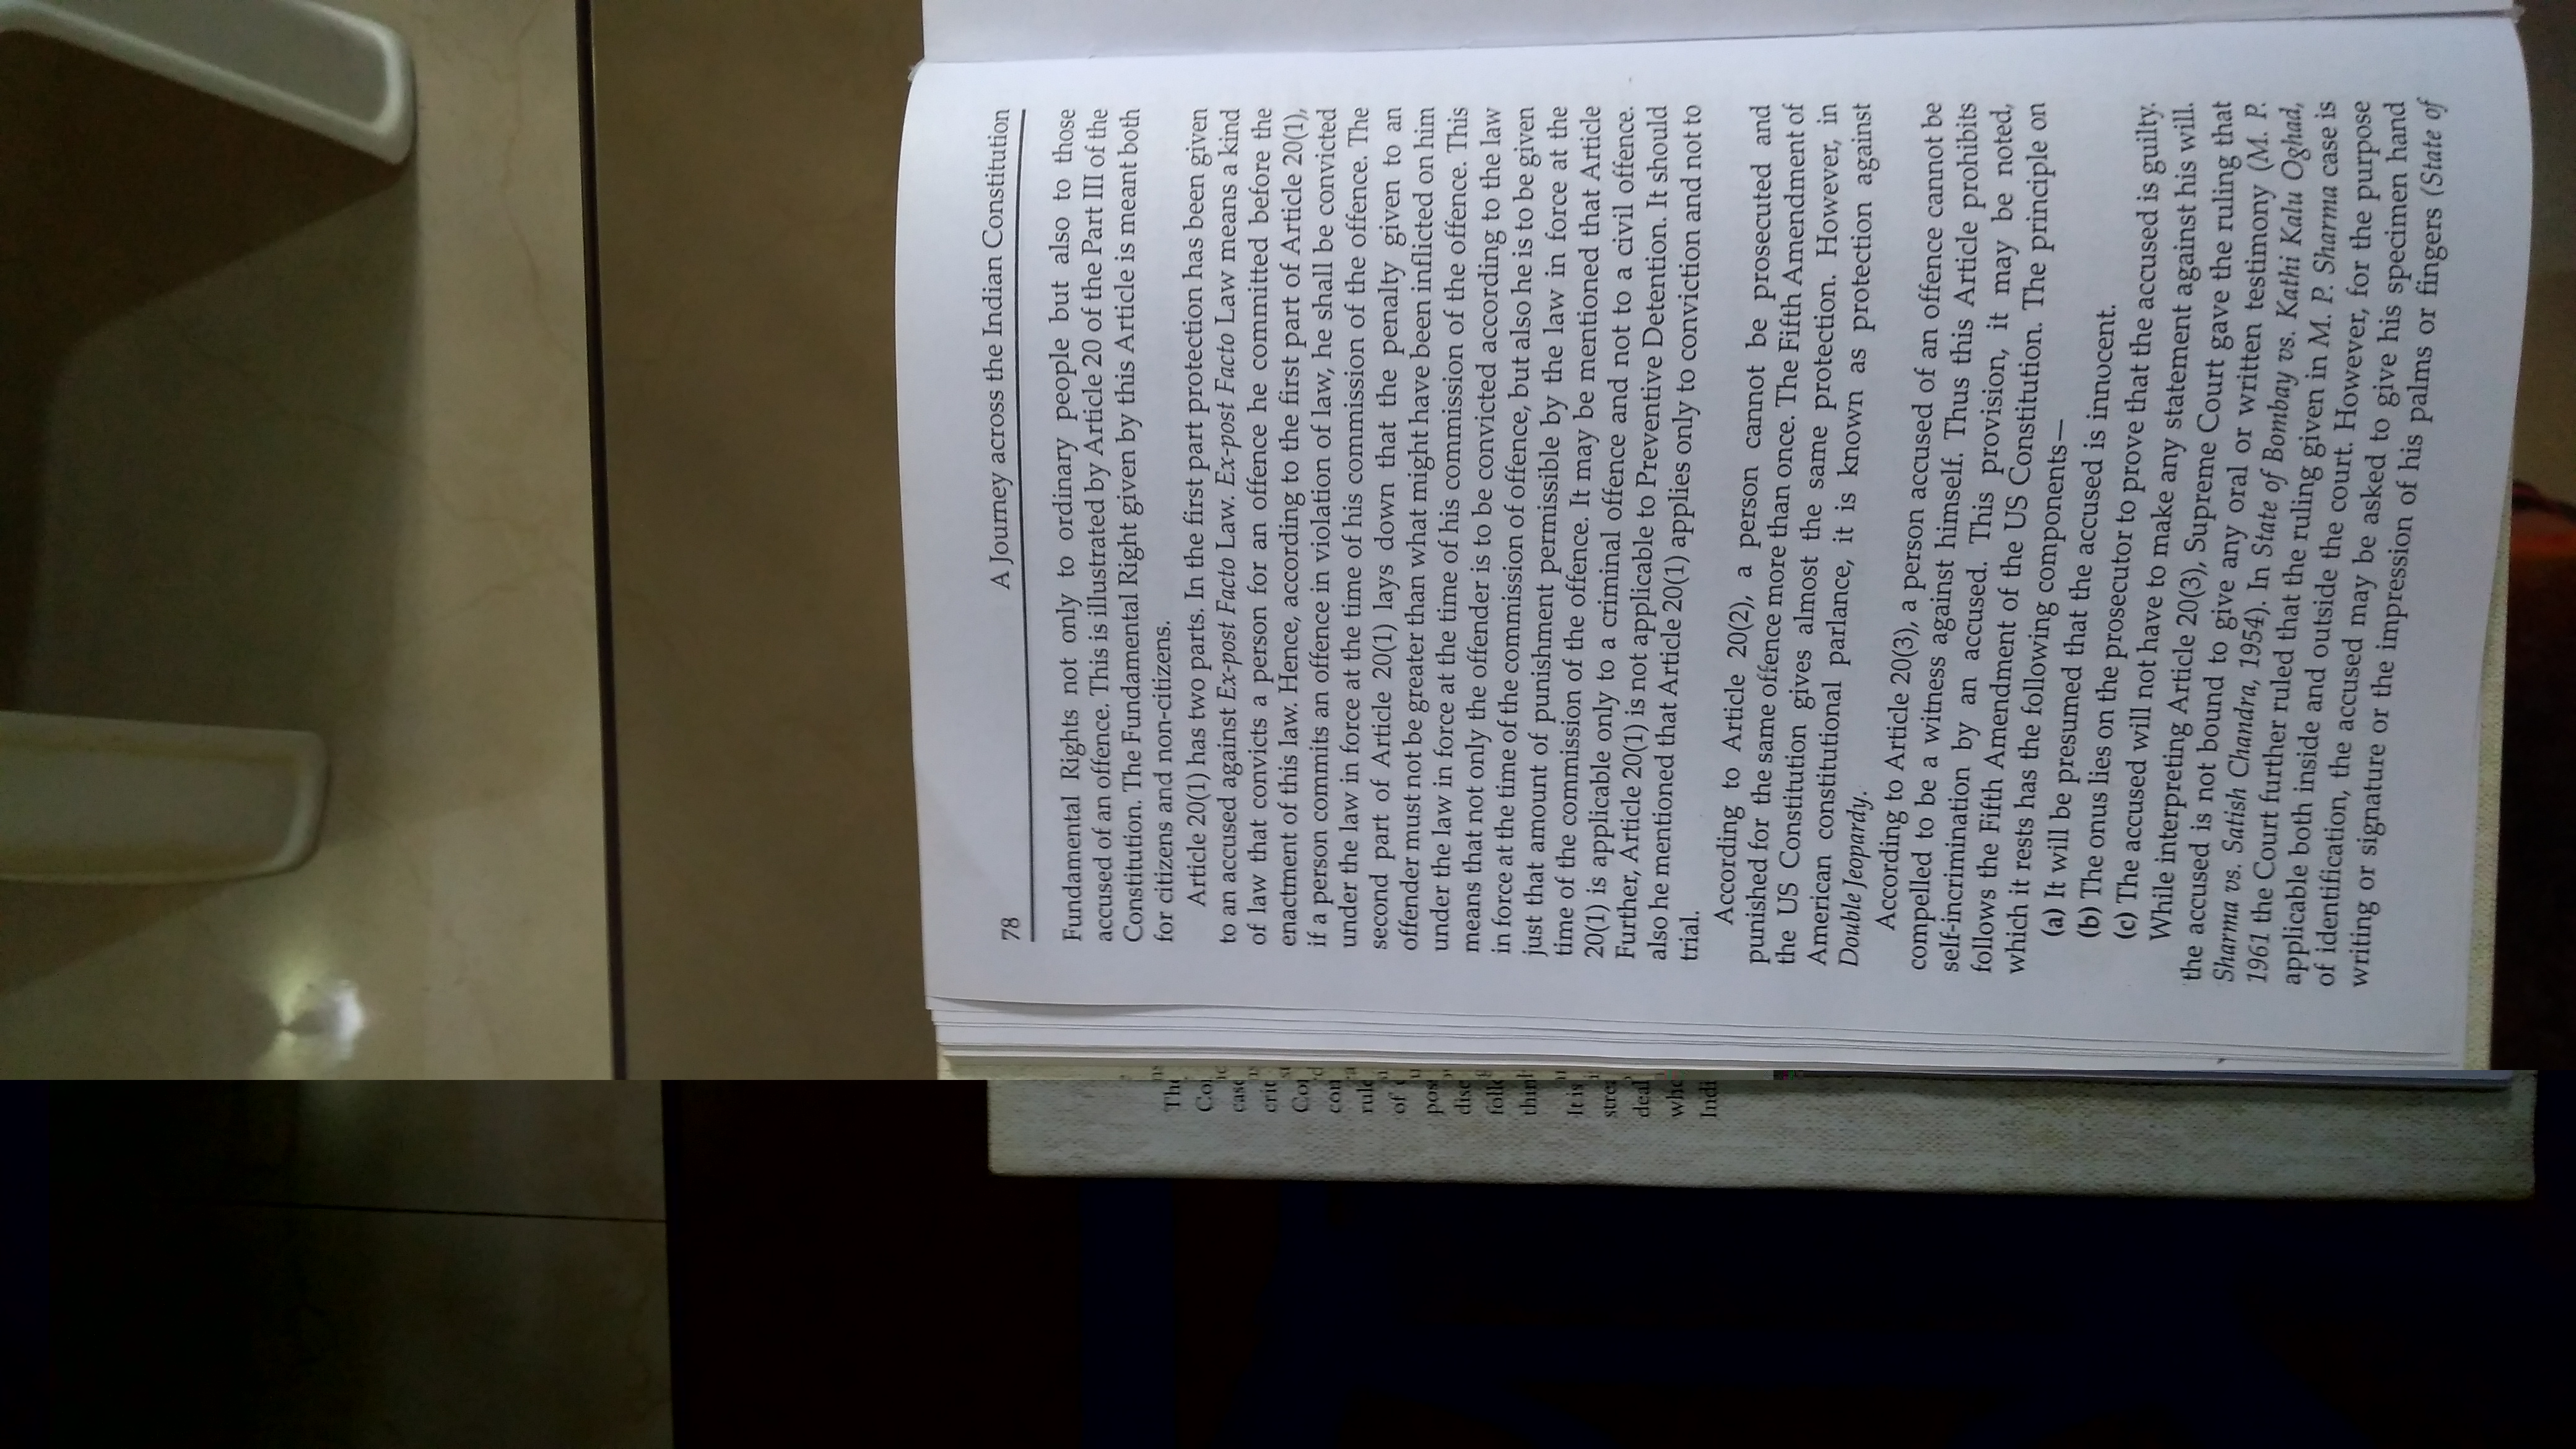 78 A Journey across the Indian Constitution
Fundamental Rights not only to ordinary people but also to those
accused of an offence. This is illustrated by Article 20 of the Part III of the
Constitution. The Fundamental Right given by this Article is meant both
for citizens and non-citizens.
Article 20(1) has two parts. In the first part protection has been given
to an accused against Ex-post Facto Law. Ex-post Facto Law means a kind
of law that convicts a person for an offence he committed before the
enactment of this law. Hence, according to the first part of Article 20(1),
if a person commits an offence in violation of law, he shall be convicted
under the law in force at the time of his commission of the offence. The
second part of Article 20(1) lays down that the penalty given to an
offender must not be greater than what might have been inflicted on him
under the law in force at the time of his commission of the offence. This
means that not only the offender is to be convicted according to the law
in force at the time of the commission of offence, but also he is to be given
just that amount of punishment permissible by the law in force at the
time of the commission of the offence. It may be mentioned that Article
20(1) is applicable only to a criminal offence and not to a civil offence.
Further, Article 20(1) is not applicable to Preventive Detention. It should
also he mentioned that Article 20(1) applies only to conviction and not to
trial.
According to Article 20(2), a person cannot be prosecuted and
punished for the same offence more than once. The Fifth Amendment of
the US Constitution gives almost the same protection. However, in
American constitutional parlance, it is known as protection against
Double Jeopardy.
According to Article 20(3), a person accused of an offence cannot be
compelled to be a witness against himself. Thus this Article prohibits
self-incrimination by an accused. This provision, it may be noted,
follows the Fifth Amendment of the US Constitution. The principle on
which it rests has the following components—
(a) It will be presumed that the accused is innocent.
(b) The onus lies on the prosecutor to prove that the accused is guilty.
(c) The accused will not have to make any statement against his will.
While interpreting Article 20(3), Supreme Court gave the ruling that
the accused is not bound to give any oral or written testimony (M. P.
Sharma vs. Satish Chandra, 1954). In State of Bombay vs. Kathi Kalu Oghad,
1961 the Court further ruled that the ruling given in M. P. Sharma case is
applicable both inside and outside the court. However, for the purpose
of identification, the accused may be asked to give his specimen hand
writing or signature or the impression of his palms or fingers (State of